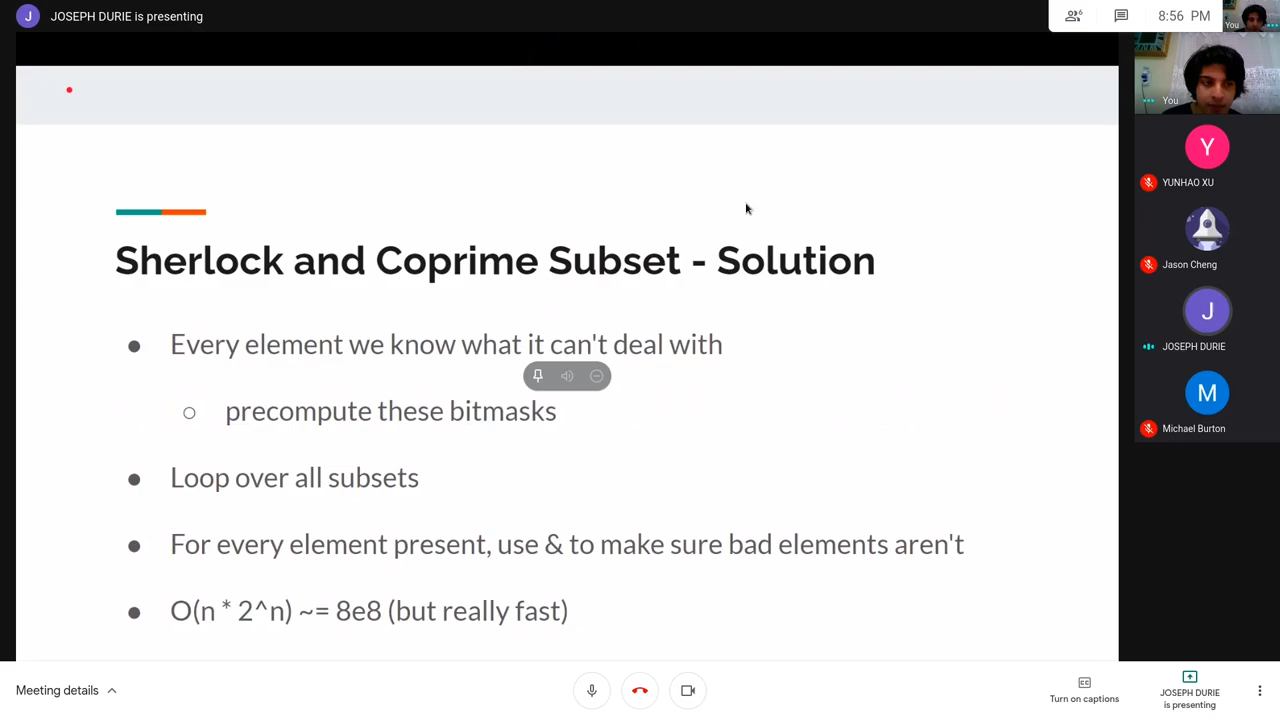 J JOSEPH DURIE is presenting
6
8:56 PM
You
You
Sherlock and Coprime Subset - Solution
● Every element we know what it can't deal with
○ precompute these bitmasks
● Loop over all subsets
● For every element present, use & to make sure bad elements aren't
● O(n * 2^n) ~= 8e8 (but really fast)
Y
YUNHAO XU
Jason Cheng
J
JOSEPH DURIE
M
Michael Burton
Meeting details
CC
Turn on captions
JOSEPH DURIE
is presenting